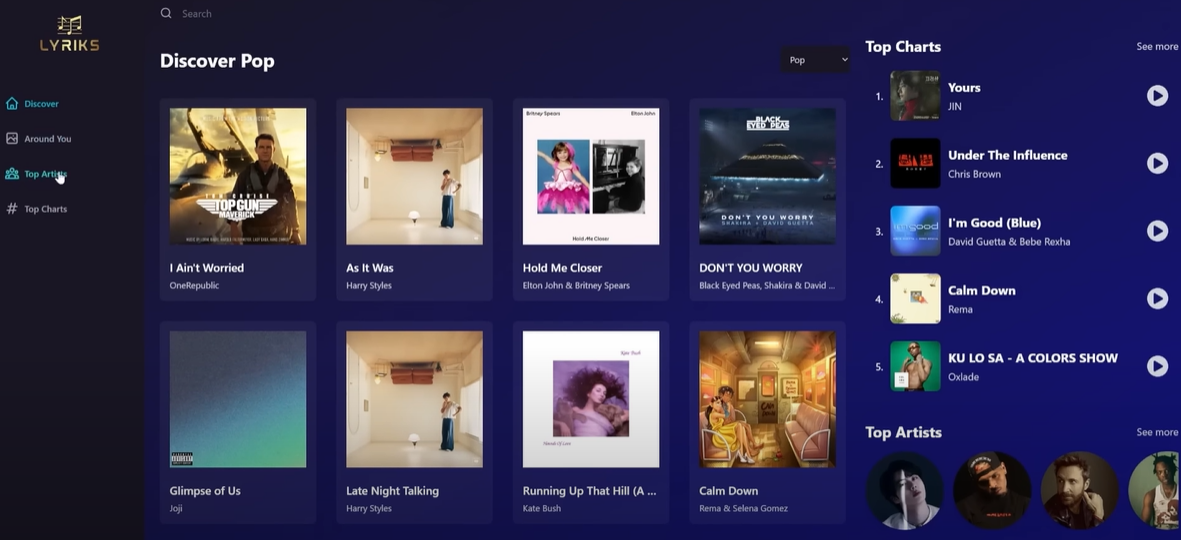 LYRIKS
Discover
Around You
Top Artists
Top Charts
Search
Discover Pop
Pop
TOP GUN
MAVERICK
I Ain't Worried
OneRepublic
As It Was
Harry Styles
Britney Spears
Elton John
Hold Me Closer
Hold Me Closer
Elton John & Britney Spears
BLACK
EYED PEAS
DON'T YOU WORRY
SHAKIRA + DAVID GUETTA
DON'T YOU WORRY
Black Eyed Peas, Shakira & David ...
Glimpse of Us
Joji
Late Night Talking
Harry Styles
Kate Bush
Running Up That Hill (A ...
Kate Bush
CALM
DOWN
Calm Down
Rema & Selena Gomez
Top Charts
See more
1.
Yours
JIN
2.
Under The Influence
Chris Brown
3.
I'm Good (Blue)
David Guetta & Bebe Rexha
4.
Calm Down
Rema
5.
KU LO SA - A COLORS SHOW
Oxlade
Top Artists
See more